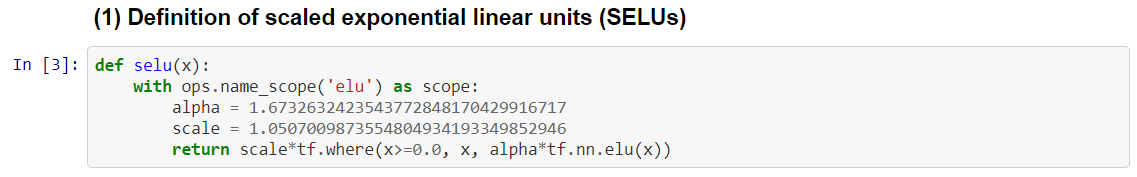 (1) Definition of scaled exponential linear units (SELUs)
In [3]: def selu(x):
    with ops.name_scope('elu') as scope:
        alpha = 1.6732632423543772848170429916717
        scale = 1.0507009873554804934193349852946
        return scale*tf.where(x>=0.0, x, alpha*tf.nn.elu(x))